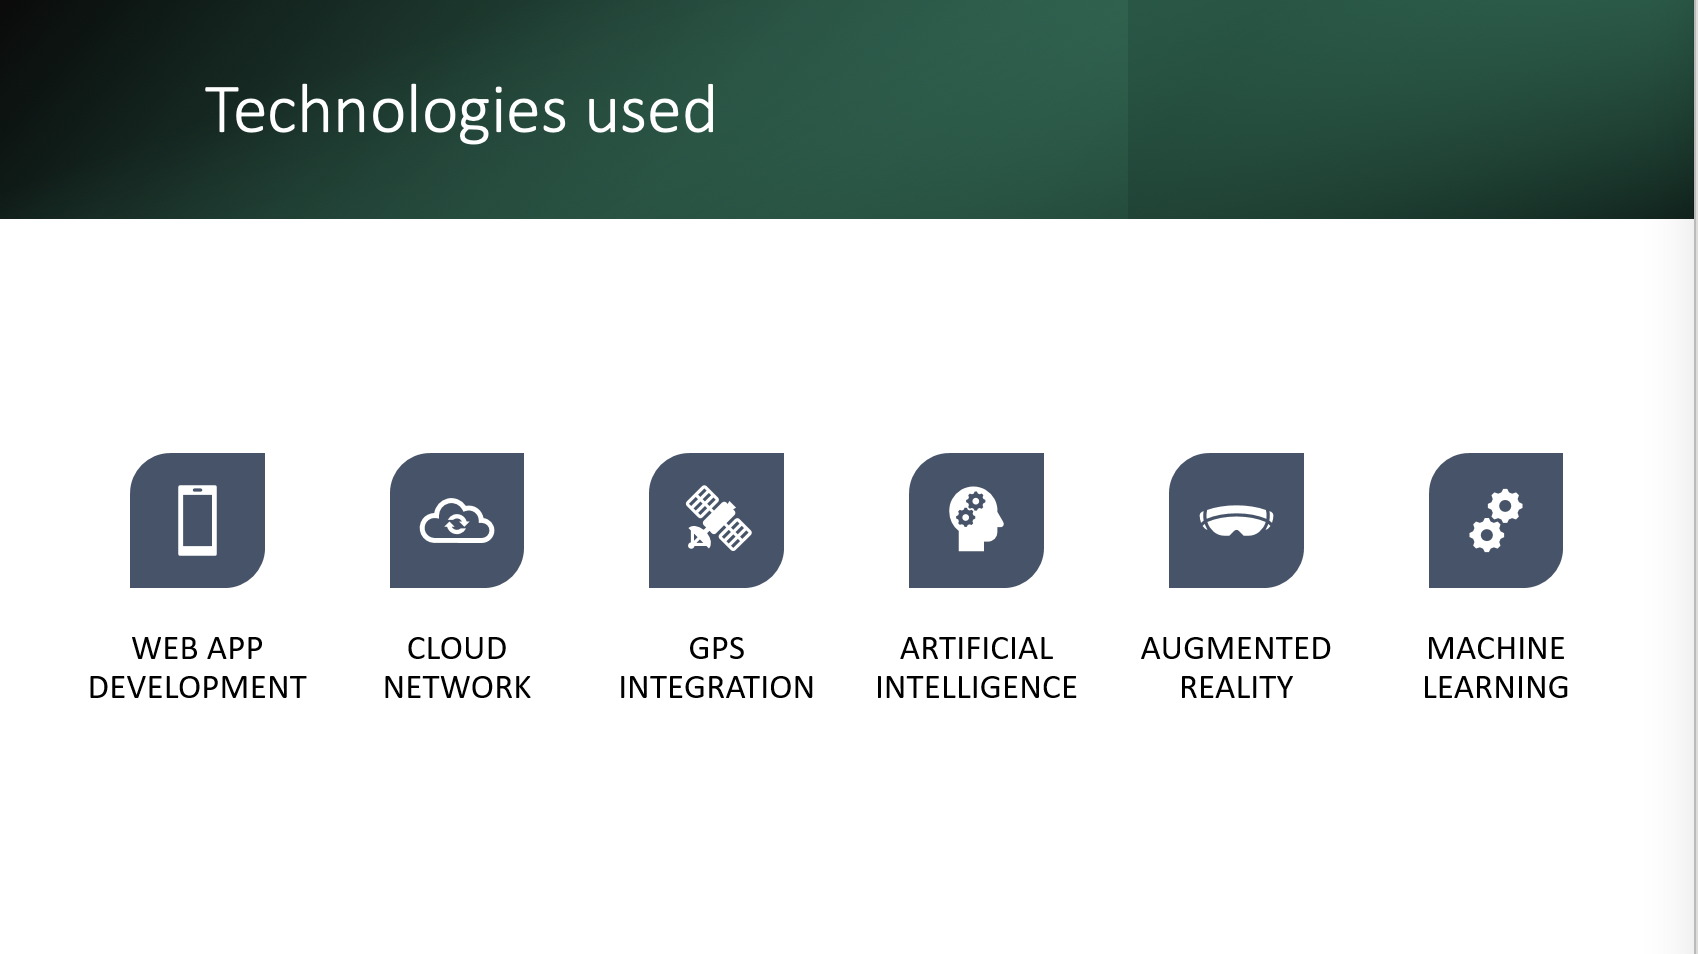 Technologies used
WEB APP
DEVELOPMENT
CLOUD
NETWORK
GPS
INTEGRATION
ARTIFICIAL
INTELLIGENCE
AUGMENTED
REALITY
MACHINE
LEARNING